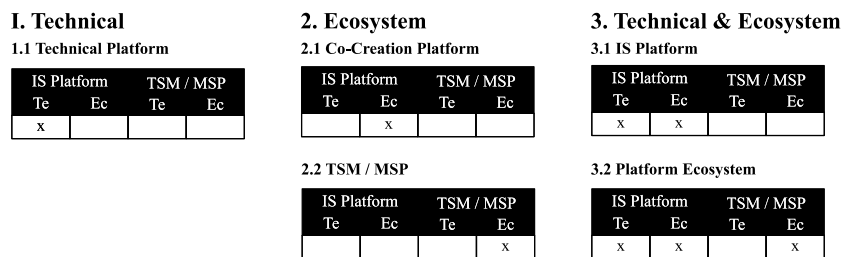 I. Technical
1.1 Technical Platform
IS Platform TSM / MSP
Te Ec Te Ec
x
2. Ecosystem
2.1 Co-Creation Platform
IS Platform TSM / MSP
Te Ec Te Ec
x
2.2 TSM / MSP
IS Platform TSM / MSP
Te Ec Te Ec
x
3. Technical & Ecosystem
3.1 IS Platform
IS Platform TSM / MSP
Te Ec Te Ec
x x
3.2 Platform Ecosystem
IS Platform TSM / MSP
Te Ec Te Ec
x x x